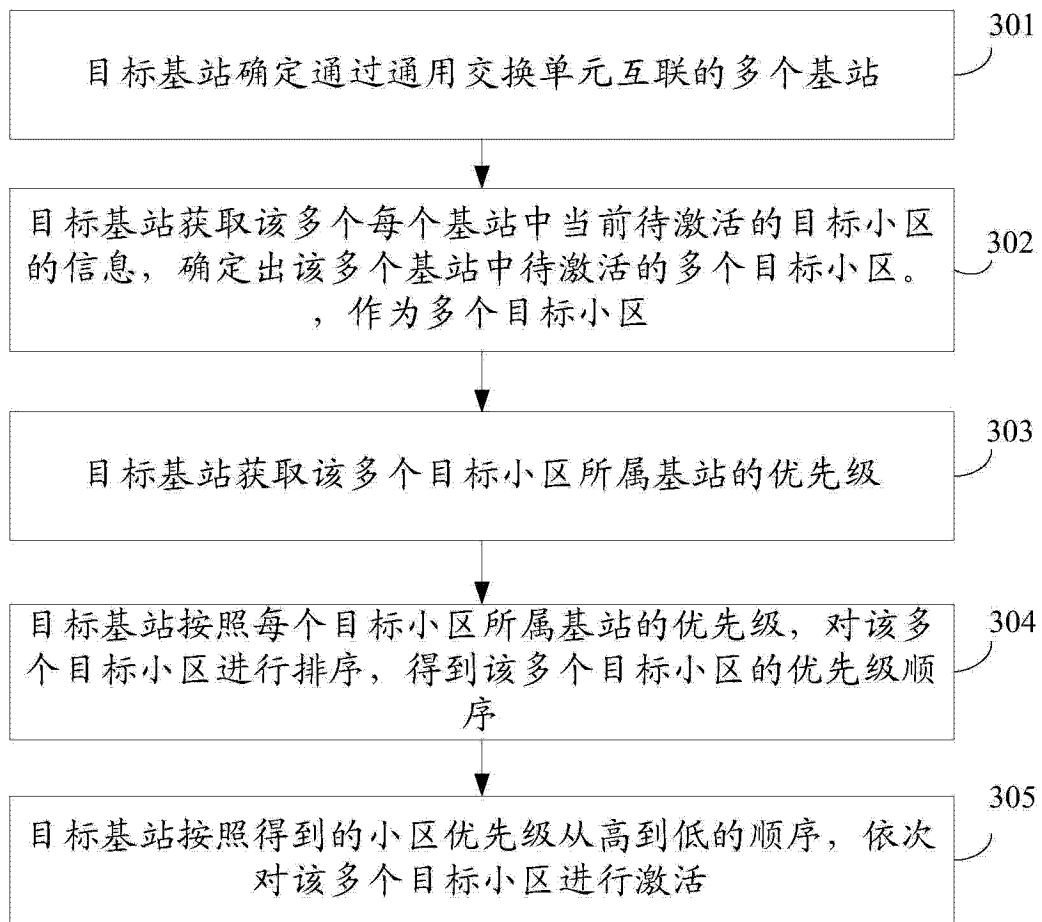 目标基站确定通过通用交换单元互联的多个基站
301
目标基站获取该多个每个基站中当前待激活的目标小区
的信息，确定出该多个基站中待激活的多个目标小区。
，作为多个目标小区
302
目标基站获取该多个目标小区所属基站的优先级
303
目标基站按照每个目标小区所属基站的优先级，对该多
个目标小区进行排序，得到该多个目标小区的优先级顺
序
304
目标基站按照得到的小区优先级从高到低的顺序，依次
对该多个目标小区进行激活
305